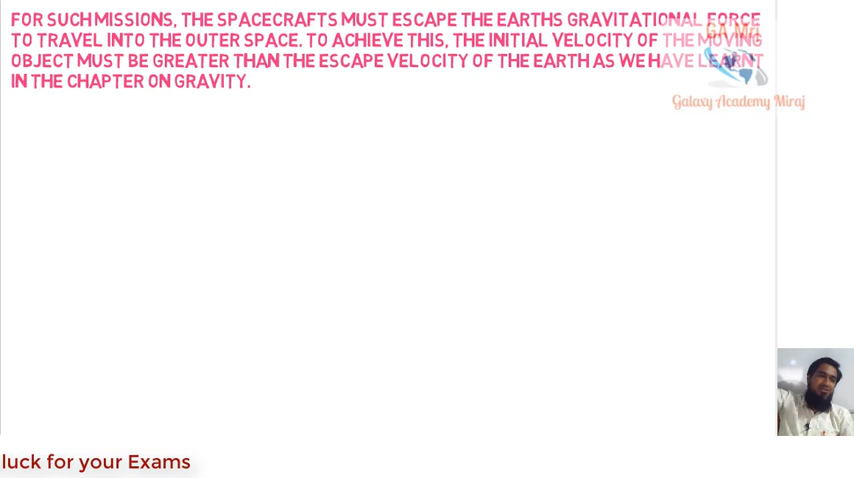 FOR SUCH MISSIONS, THE SPACECRAFTS MUST ESCAPE THE EARTHS GRAVITATIONAL FORCE
TO TRAVEL INTO THE OUTER SPACE. TO ACHIEVE THIS, THE INITIAL VELOCITY OF THE MOVING
OBJECT MUST BE GREATER THAN THE ESCAPE VELOCITY OF THE EARTH AS WE HAVE LEARNT
IN THE CHAPTER ON GRAVITY.
Galaxy Academy Miraj
luck for your Exams